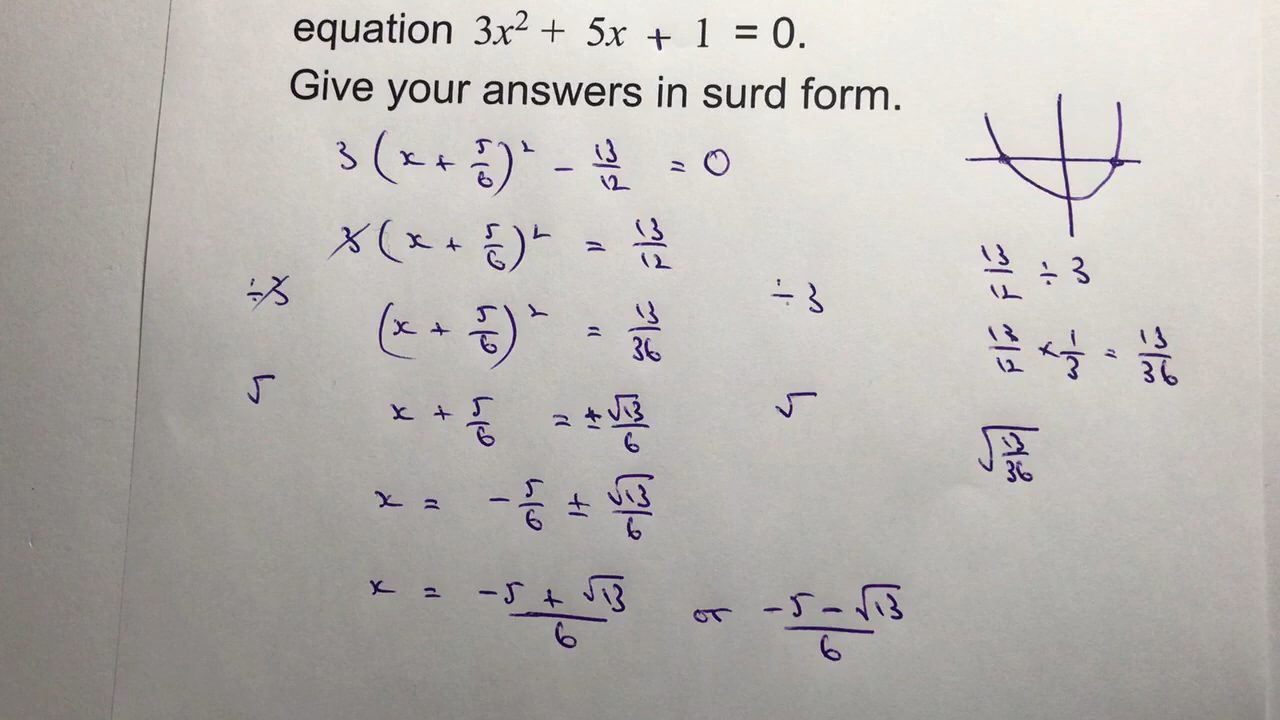 equation 3x² + 5x + 1 = 0.
Give your answers in surd form.
3(x + 5/6)² - 13/12 = 0
3(x + 5/6)² = 13/12
÷3 ÷3
(x + 5/6)² = 13/36
√ x + 5/6 = ±√13/6 √
x = -5/6 ± √13/6
x = -5 + √13/6 or -5 - √13/6
13/12 ÷ 3
13/12 × 1/3 = 13/36
√13/36